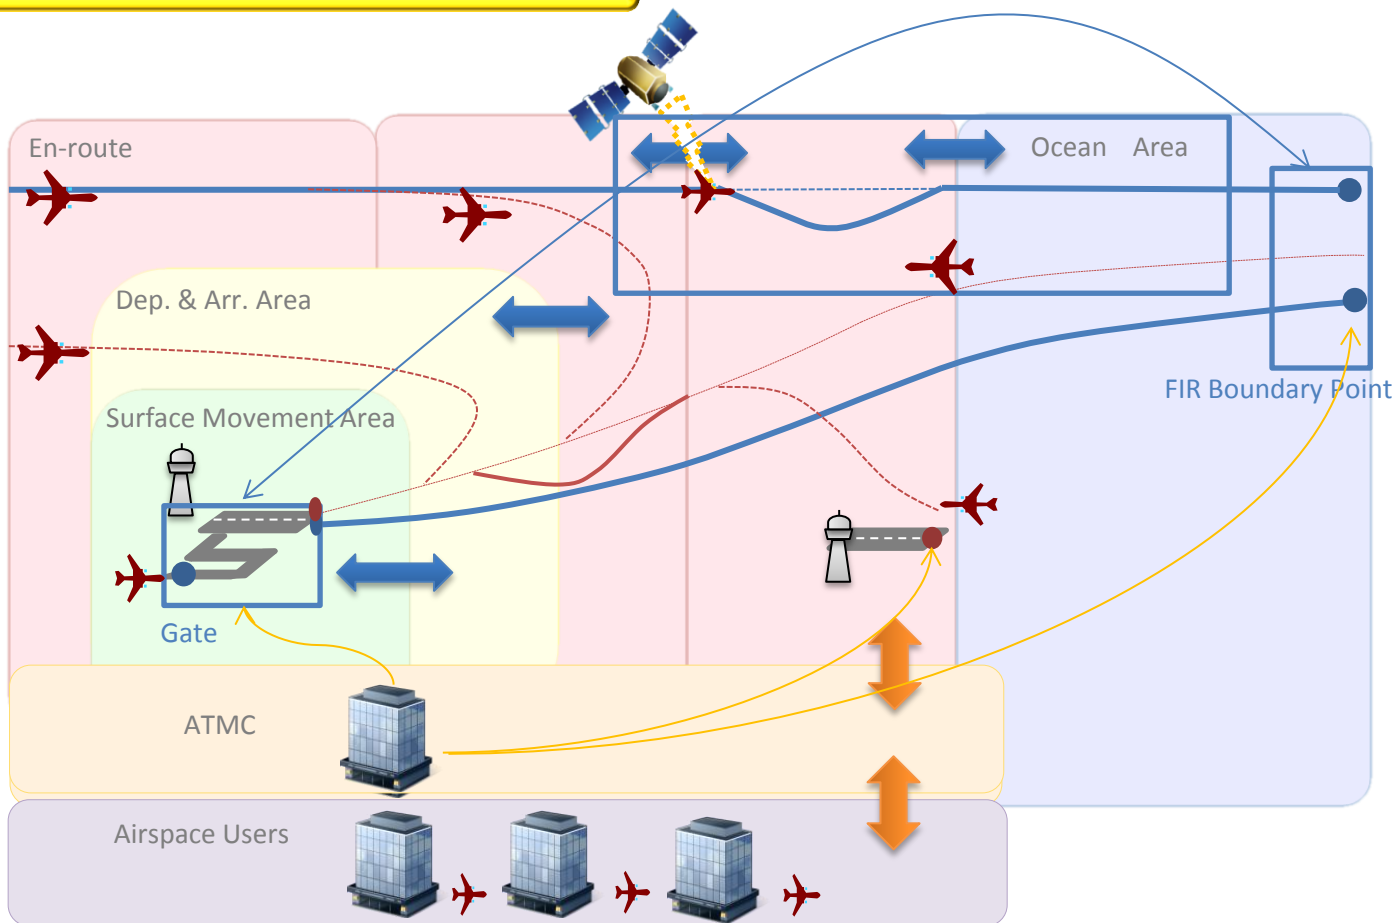 En-route
Ocean Area
Dep. & Arr. Area
FIR Boundary Point
Surface Movement Area
Gate
ATMC
Airspace Users